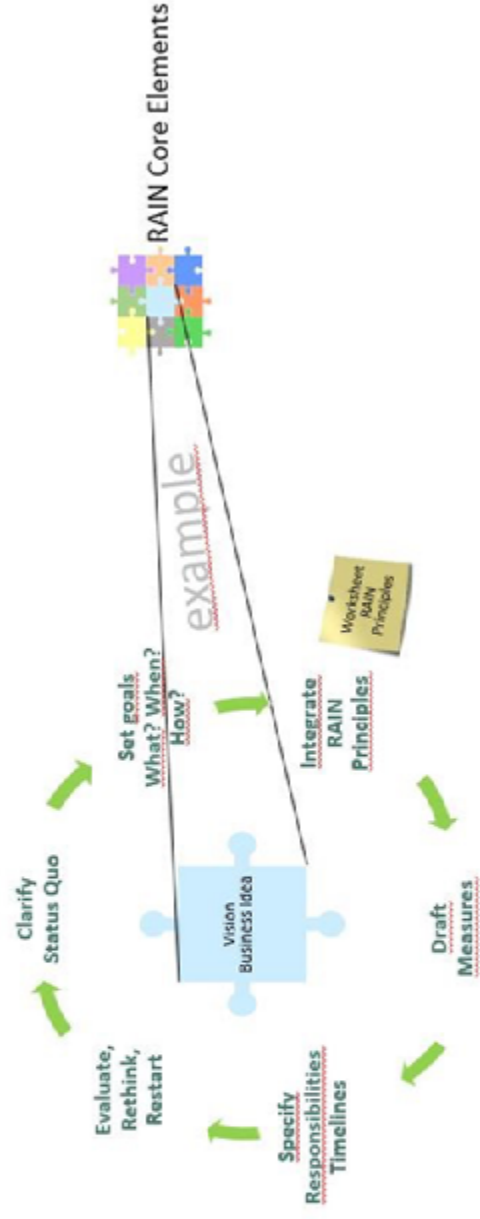 RAIN Core Elements
example
Clarify
Status Quo
Set goals
What? When?
How?
Integrate
RAIN
Principles
Worksheet
RAIN
Principles
Draft
Measures
Specify
Responsibilities
Timelines
Evaluate,
Rethink,
Restart
Vision
Business Idea